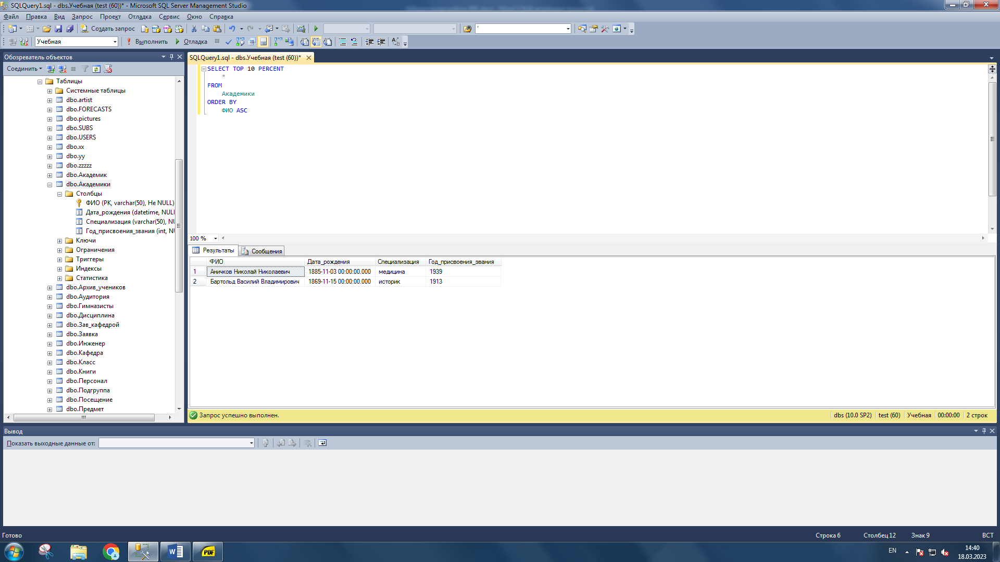 SQLQuery1.sql - dbs.Учебная (test (60))* - Microsoft SQL Server Management Studio
Файл Правка Вид Запрос Проект Отладка Сервис Окно Справка
Создать запрос '
Учебная Выполнить Отладка
Обозреватель объектов
Соединить
Таблицы
Системные таблицы
dbo.artist
dbo.FORECASTS
dbo.pictures
dbo.SUBS
dbo.USERS
dbo.xx
dbo.yy
dbo.zzzzz
dbo.Академик
dbo.Академики
Столбцы
ФИО (PK, varchar(50), Не NULL)
Дата_рождения (datetime, NULL
Специализация (varchar(50), NU
Год_присвоения_звания (int, NU
Ключи
Ограничения
Триггеры
Индексы
Статистика
dbo.Архив_учеников
dbo.Аудитория
dbo.Гимназисты
dbo.Дисциплина
dbo.Зав_кафедрой
dbo.Заявка
dbo.Инженер
dbo.Кафедра
dbo.Класс
dbo.Книги
dbo.Персонал
dbo.Подгруппа
dbo.Посещение
dbo.Предмет
SQLQuery1.sql - dbs.Учебная (test (60))*
SELECT TOP 10 PERCENT
*
FROM
Академики
ORDER BY
ФИО ASC
100 %
Результаты Сообщения
ФИО Дата_рождения Специализация Год_присвоения_звания
1 Аничков Николай Николаевич 1885-11-03 00:00:00.000 медицина 1939
2 Бартольд Василий Владимирович 1869-11-15 00:00:00.000 историк 1913
Запрос успешно выполнен. dbs (10.0 SP2) test (60) Учебная 00:00:00 2 строк
Вывод
Показать выходные данные от:
Готово Строка 6 Столбец 12 Знак 9 ВСТ
W PDF EN 14:40
18.03.2023